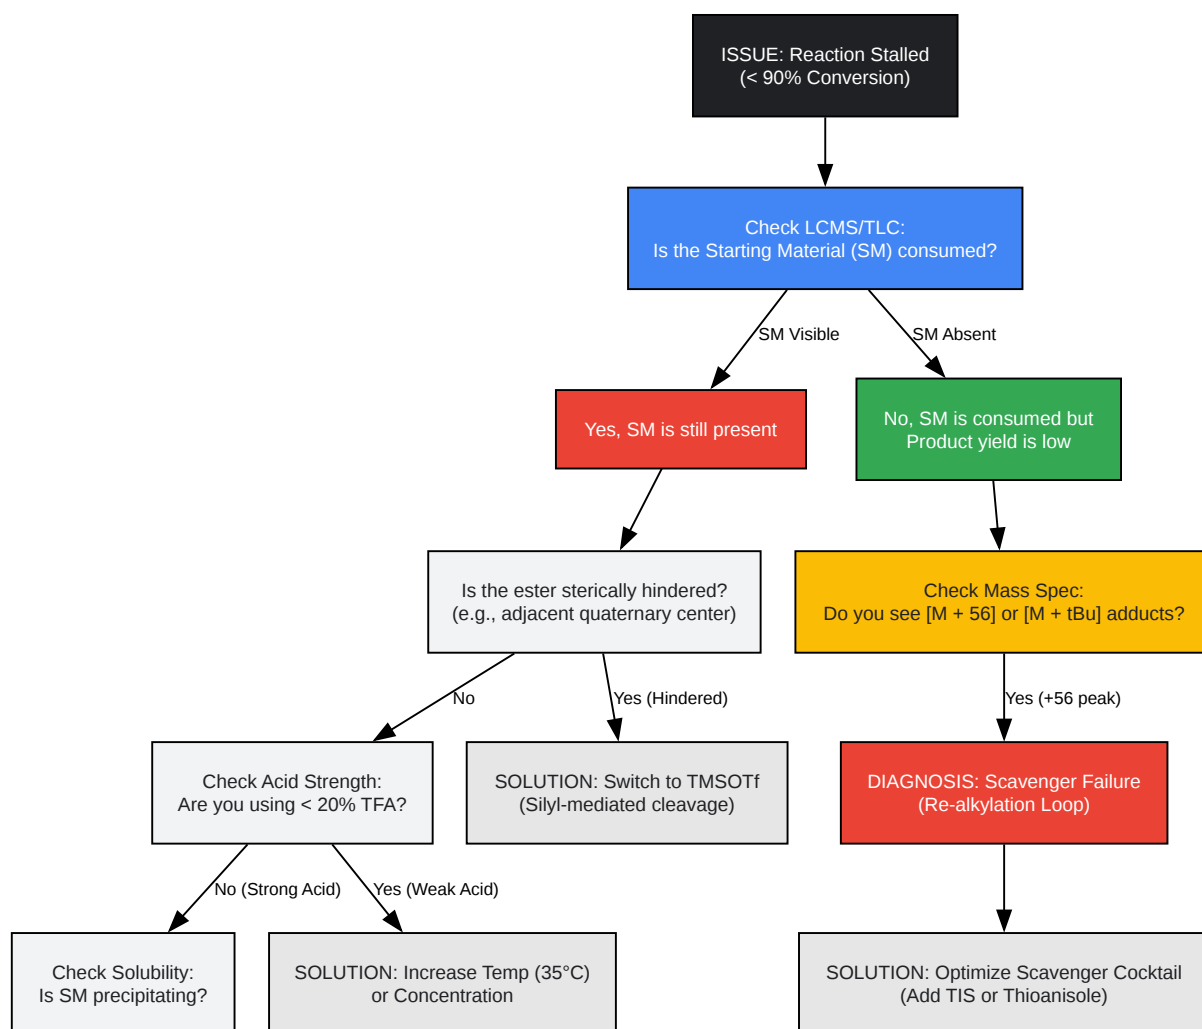 ISSUE: Reaction Stalled
(< 90% Conversion)
Check LCMS/TLC:
Is the Starting Material (SM) consumed?
SM Visible
SM Absent
Yes, SM is still present
No, SM is consumed but
Product yield is low
Is the ester sterically hindered?
(e.g., adjacent quaternary center)
Check Mass Spec:
Do you see [M + 56] or [M + tBu] adducts?
No
Yes (Hindered)
Yes (+56 peak)
Check Acid Strength:
Are you using < 20% TFA?
SOLUTION: Switch to TMSOTf
(Silyl-mediated cleavage)
DIAGNOSIS: Scavenger Failure
(Re-alkylation Loop)
No (Strong Acid)
Yes (Weak Acid)
Check Solubility:
Is SM precipitating?
SOLUTION: Increase Temp (35°C)
or Concentration
SOLUTION: Optimize Scavenger Cocktail
(Add TIS or Thioanisole)